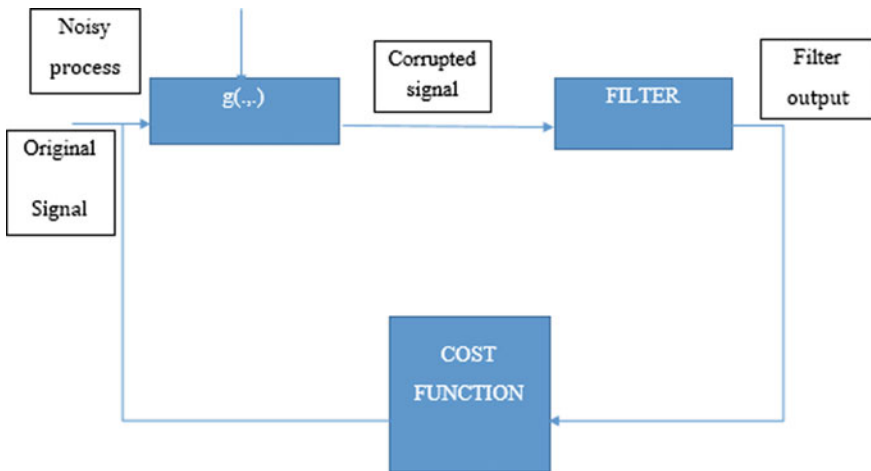 Noisy
process
g(.,.)
Corrupted
signal
FILTER
Filter
output
Original
Signal
COST
FUNCTION